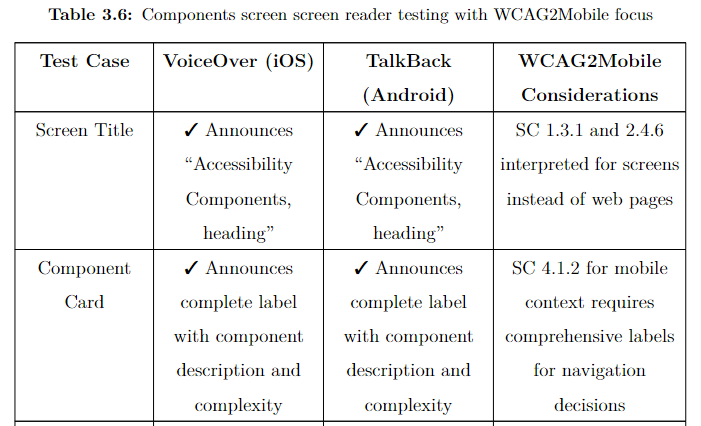 Table 3.6: Components screen screen reader testing with WCAG2Mobile focus
Test Case VoiceOver (iOS) TalkBack (Android) WCAG2Mobile Considerations
Screen Title
✓ Announces
“Accessibility
Components,
heading”
✓ Announces
“Accessibility
Components,
heading”
SC 1.3.1 and 2.4.6
interpreted for screens
instead of web pages
Component
Card
✓ Announces
complete label
with component
description and
complexity
✓ Announces
complete label
with component
description and
complexity
SC 4.1.2 for mobile
context requires
comprehensive labels
for navigation
decisions